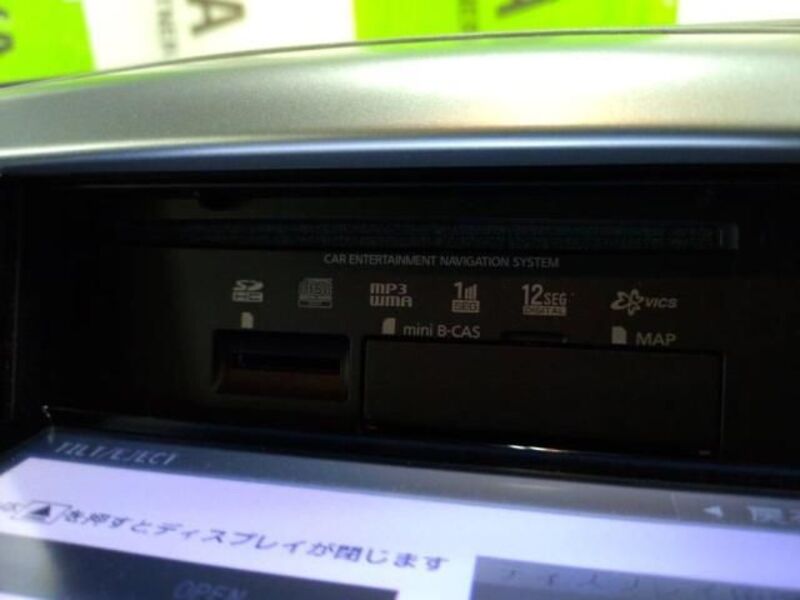 CAR ENTERTAINMENT NAVIGATION SYSTEM
SD HC MP3 WMA 1SEG 12SEG DIGITAL VICS
mini B-CAS MAP
TILT/EJECT
を押すとディスプレイが閉じます
OPEN